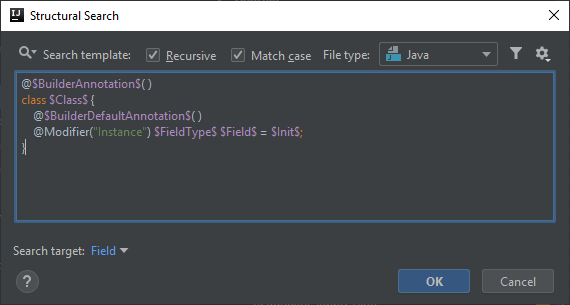 Structural Search
Search template: Recursive Match case File type: Java
@$BuilderAnnotation$( )
class $Class$ {
@$BuilderDefaultAnnotation$( )
@Modifier("Instance") $FieldType$ $Field$ = $Init$;
}
Search target: Field
? OK Cancel